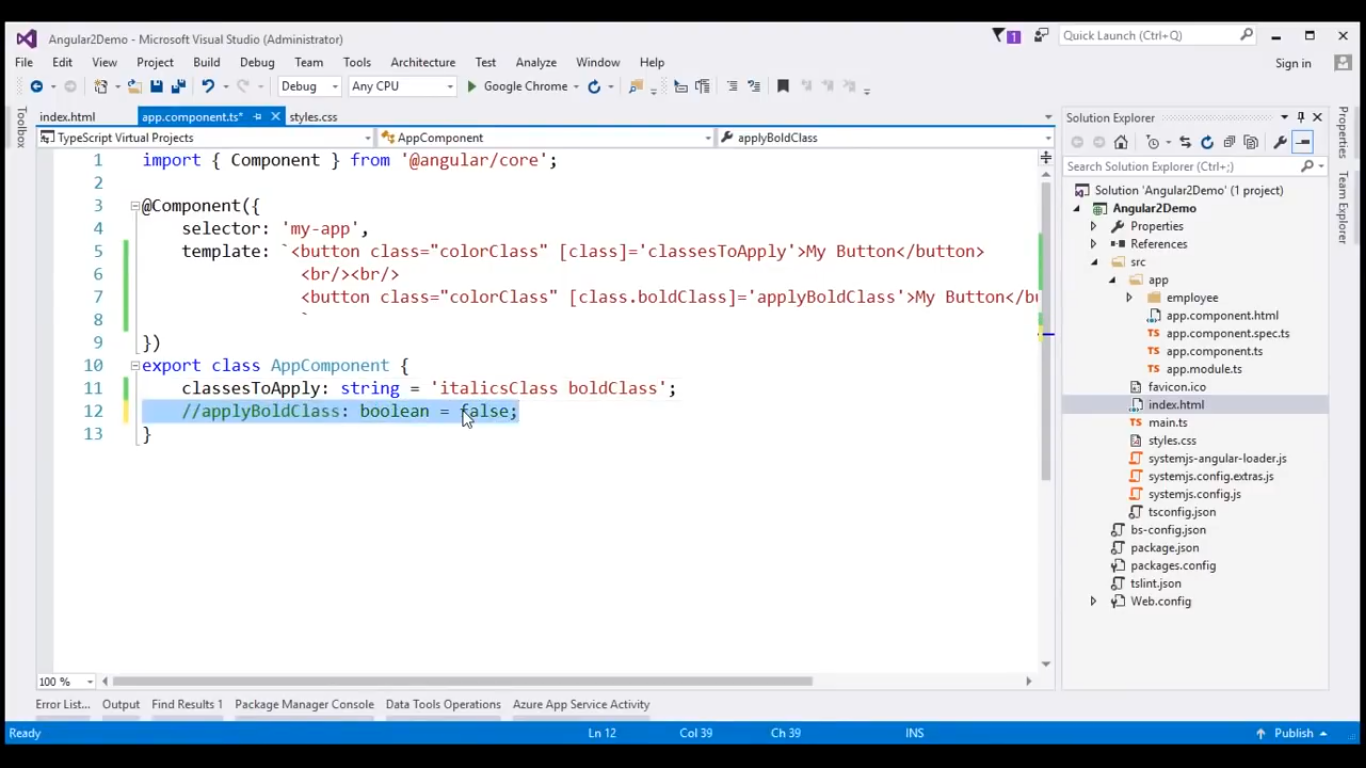 Angular2Demo - Microsoft Visual Studio (Administrator)
1
Quick Launch (Ctrl+Q)
File Edit View Project Build Debug Team Tools Architecture Test Analyze Window Help
Sign in
Debug Any CPU Google Chrome
index.html app.component.ts* styles.css
TypeScript Virtual Projects AppComponent applyBoldClass
1 import { Component } from '@angular/core';
2
3 @Component({
4 selector: 'my-app',
5 template: `<button class="colorClass" [class]='classesToApply'>My Button</button>
6 <br/><br/>
7 <button class="colorClass" [class.boldClass]='applyBoldClass'>My Button</bu
8 `
9 })
10 export class AppComponent {
11 classesToApply: string = 'italicsClass boldClass';
12 //applyBoldClass: boolean = false;
13 }
100 %
Toolbox
Solution Explorer
Search Solution Explorer (Ctrl+;)
Solution 'Angular2Demo' (1 project)
Angular2Demo
Properties
References
src
app
employee
app.component.html
app.component.spec.ts
app.component.ts
app.module.ts
favicon.ico
index.html
main.ts
styles.css
systemjs-angular-loader.js
systemjs.config.extras.js
systemjs.config.js
tsconfig.json
bs-config.json
package.json
packages.config
tslint.json
Web.config
Properties
Team Explorer
Error List... Output Find Results 1 Package Manager Console Data Tools Operations Azure App Service Activity
Ready Ln 12 Col 39 Ch 39 INS Publish